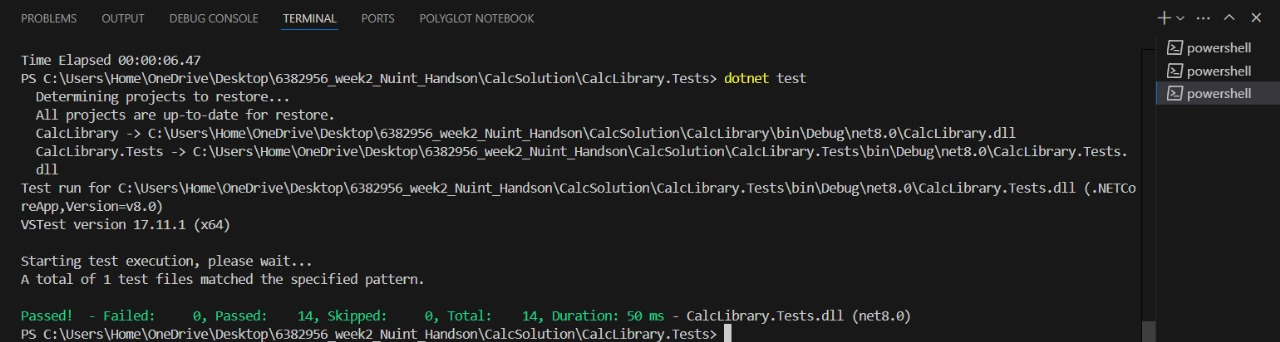 PROBLEMS OUTPUT DEBUG CONSOLE TERMINAL PORTS POLYGLOT NOTEBOOK
powershell
powershell
powershell
Time Elapsed 00:00:06.47
PS C:\Users\Home\OneDrive\Desktop\6382956_week2_Nuint_Handson\CalcSolution\CalcLibrary.Tests> dotnet test
Determining projects to restore...
All projects are up-to-date for restore.
CalcLibrary -> C:\Users\Home\OneDrive\Desktop\6382956_week2_Nuint_Handson\CalcSolution\CalcLibrary\bin\Debug\net8.0\CalcLibrary.dll
CalcLibrary.Tests -> C:\Users\Home\OneDrive\Desktop\6382956_week2_Nuint_Handson\CalcSolution\CalcLibrary.Tests\bin\Debug\net8.0\CalcLibrary.Tests.
dll
Test run for C:\Users\Home\OneDrive\Desktop\6382956_week2_Nuint_Handson\CalcSolution\CalcLibrary.Tests\bin\Debug\net8.0\CalcLibrary.Tests.dll (.NETCo
reApp,Version=v8.0)
VSTest version 17.11.1 (x64)
Starting test execution, please wait...
A total of 1 test files matched the specified pattern.
Passed!  - Failed:     0, Passed:    14, Skipped:     0, Total:    14, Duration: 50 ms - CalcLibrary.Tests.dll (net8.0)
PS C:\Users\Home\OneDrive\Desktop\6382956_week2_Nuint_Handson\CalcSolution\CalcLibrary.Tests>